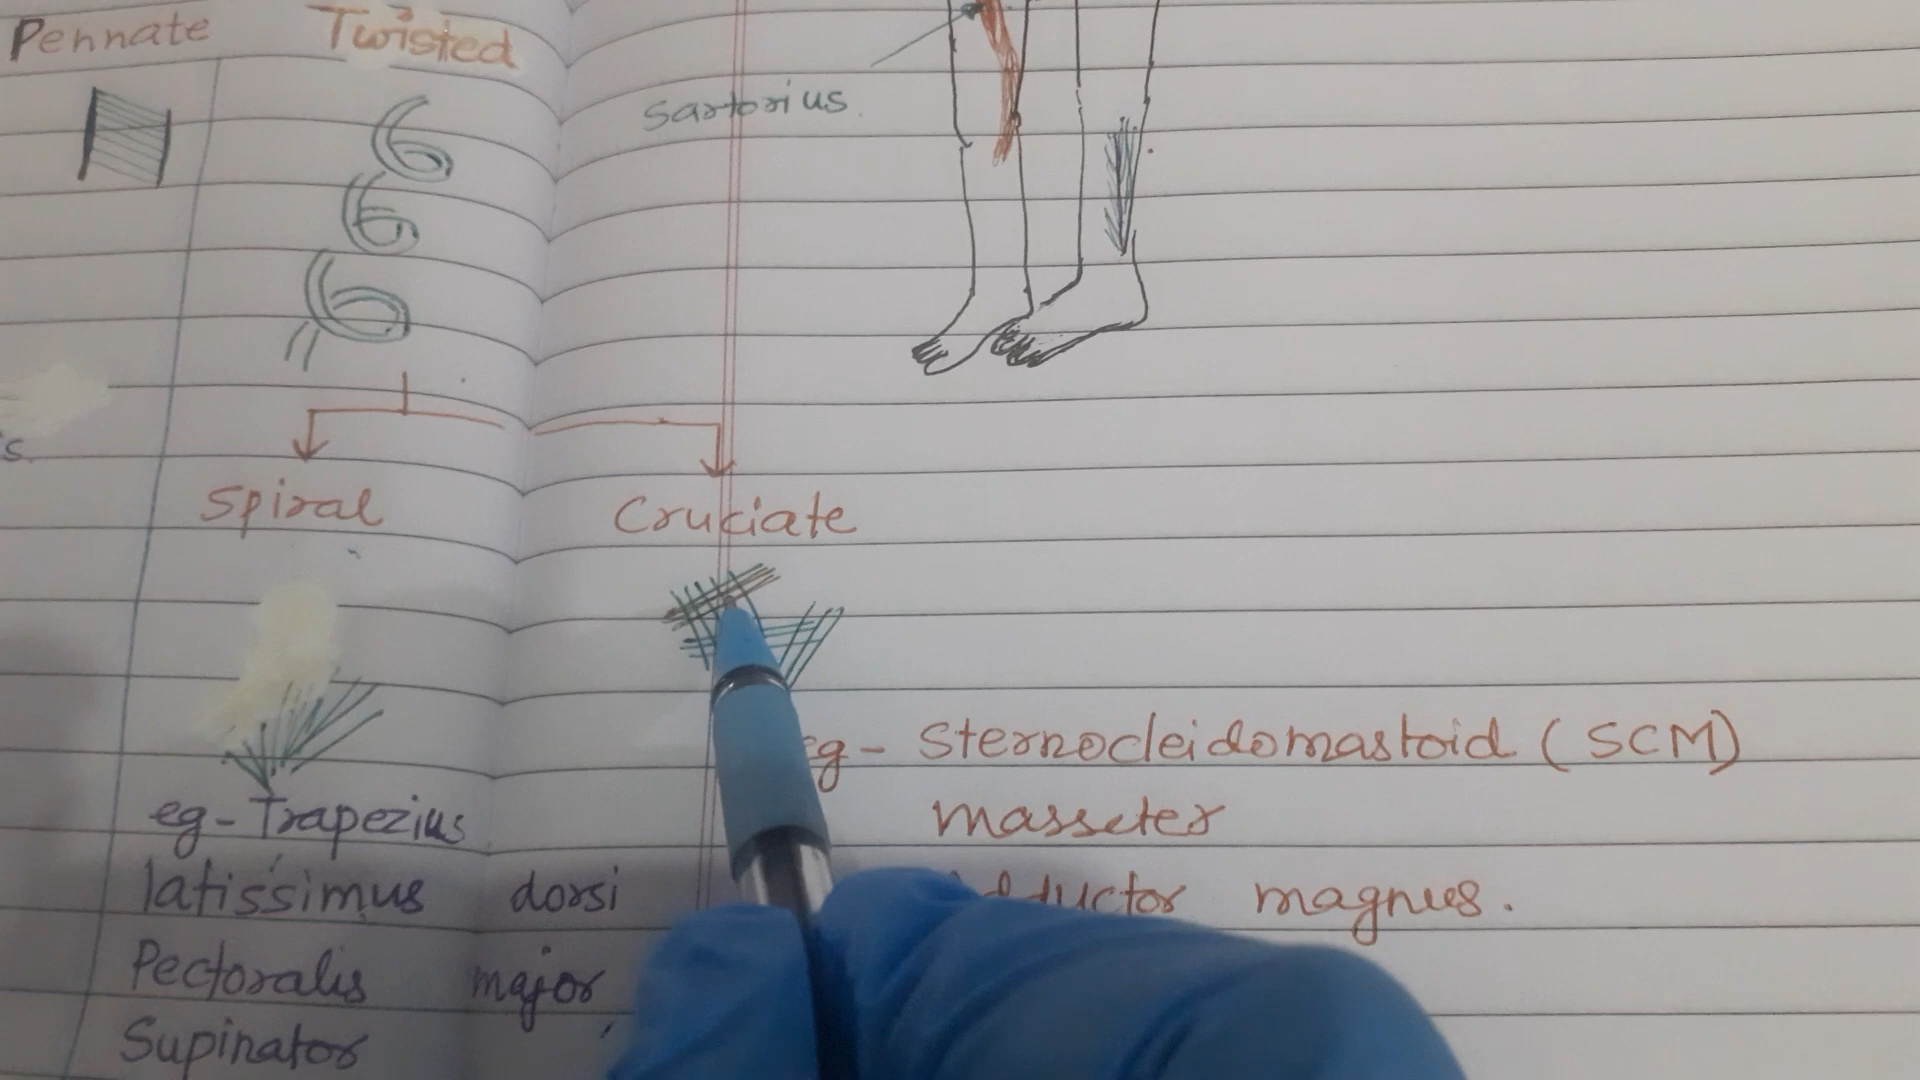 Pennate Twisted
Sartorius.
s.
Spiral Cruciate
eg- Sternocleidomastoid (SCM)
masseter
magnus.
eg- Trapezius
latissimus dorsi
Pectoralis major,
Supinator